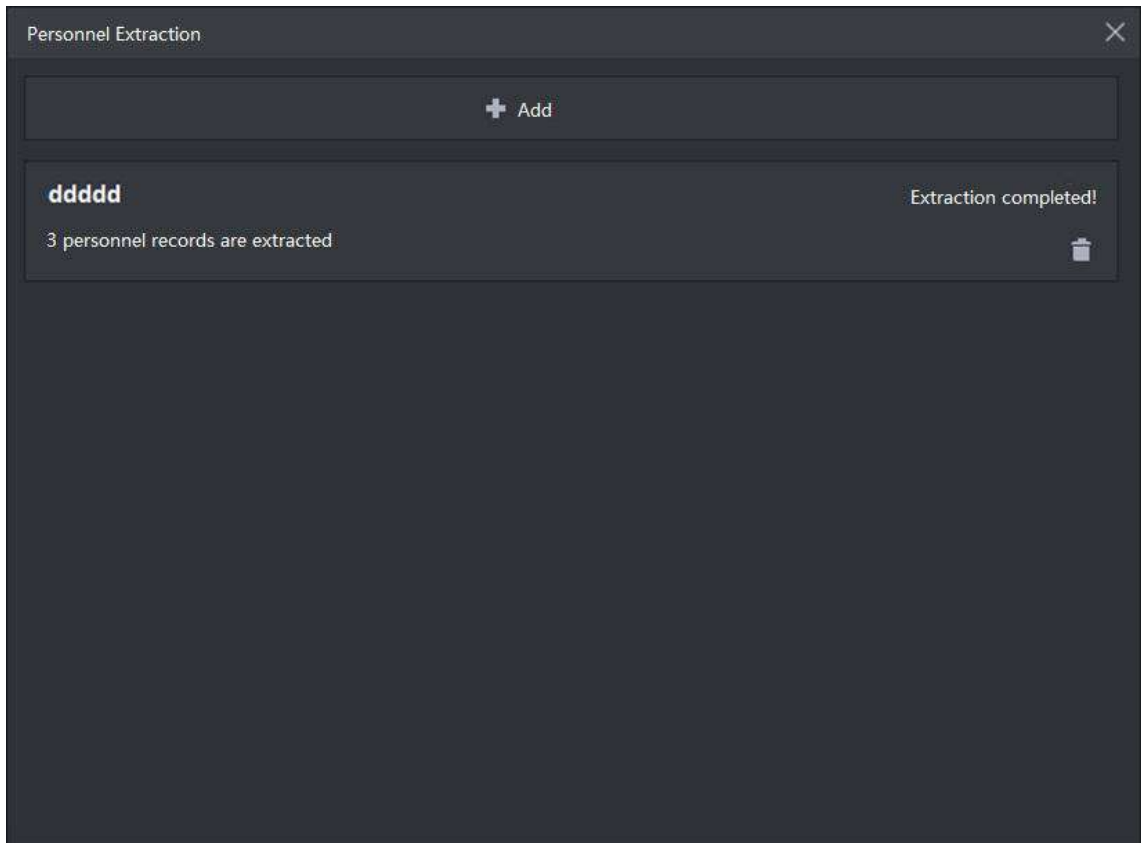 Personnel Extraction
Add
ddddd
Extraction completed!
3 personnel records are extracted